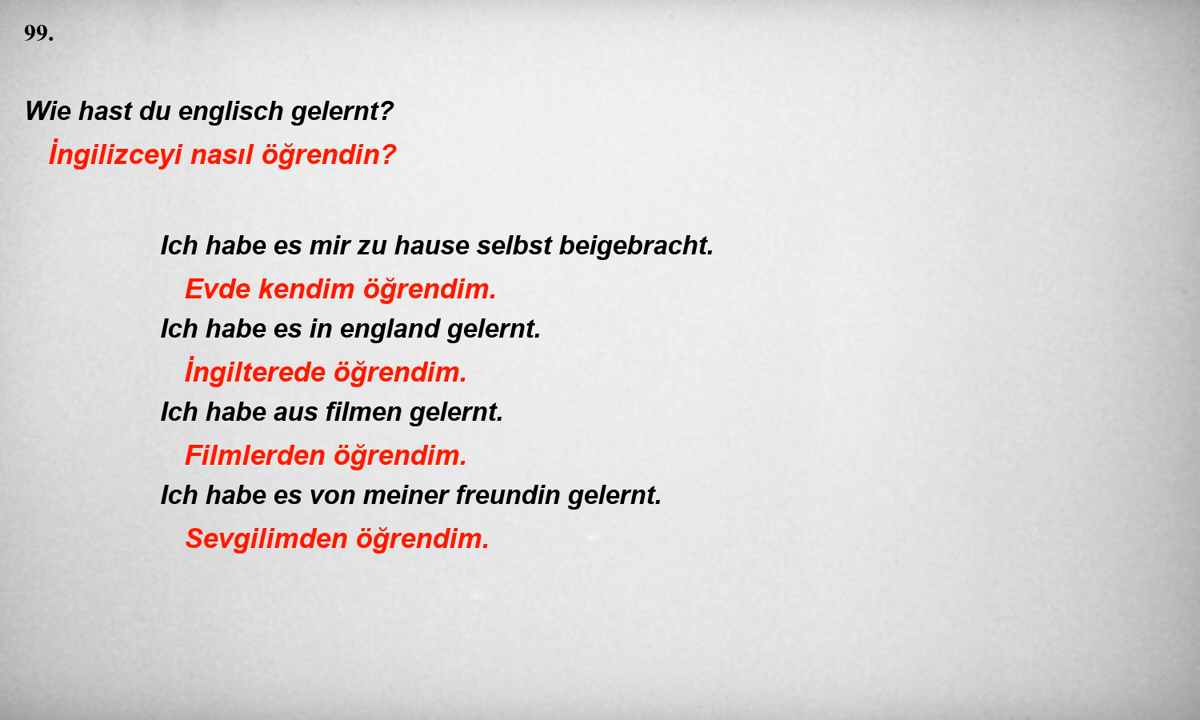 99.
Wie hast du englisch gelernt?
İngilizceyi nasıl öğrendin?
Ich habe es mir zu hause selbst beigebracht.
Evde kendim öğrendim.
Ich habe es in england gelernt.
İngilterede öğrendim.
Ich habe aus filmen gelernt.
Filmlerden öğrendim.
Ich habe es von meiner freundin gelernt.
Sevgilimden öğrendim.